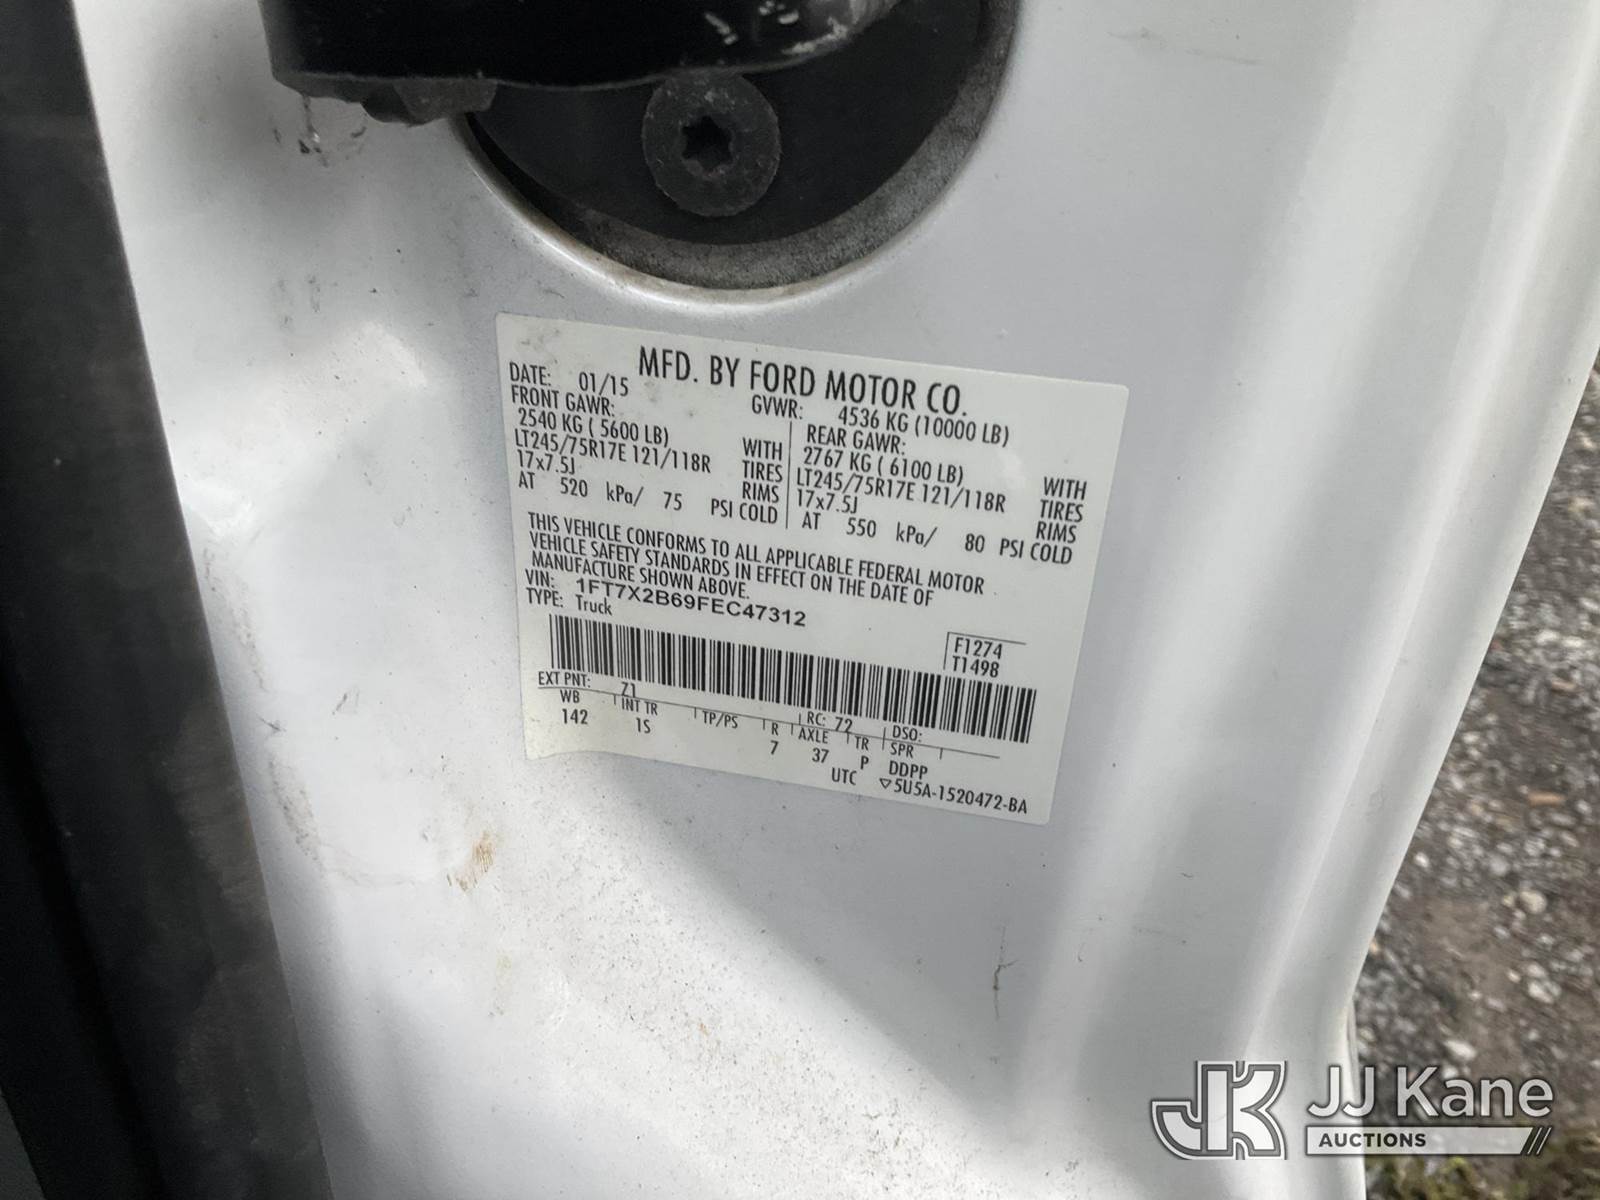 MFD. BY FORD MOTOR CO.
DATE: 01/15 GVWR: 4536 KG (10000 LB)
FRONT GAWR: REAR GAWR:
2540 KG ( 5600 LB) WITH 2767 KG ( 6100 LB) WITH
LT245/75R17E 121/118R TIRES LT245/75R17E 121/118R TIRES
17x7.5J RIMS 17x7.5J RIMS
AT 520 kPa/ 75 PSI COLD AT 550 kPa/ 80 PSI COLD
THIS VEHICLE CONFORMS TO ALL APPLICABLE FEDERAL MOTOR
VEHICLE SAFETY STANDARDS IN EFFECT ON THE DATE OF
MANUFACTURE SHOWN ABOVE.
VIN: 1FT7X2B69FEC47312
TYPE: Truck
F1274
T1498
EXT PNT: Z1 RC: 72 DSO:
WB INT TR TP/PS R AXLE TR SPR
142 1S 7 37 P DDPP
UTC ▽5U5A-1520472-BA
JK JJ Kane
AUCTIONS